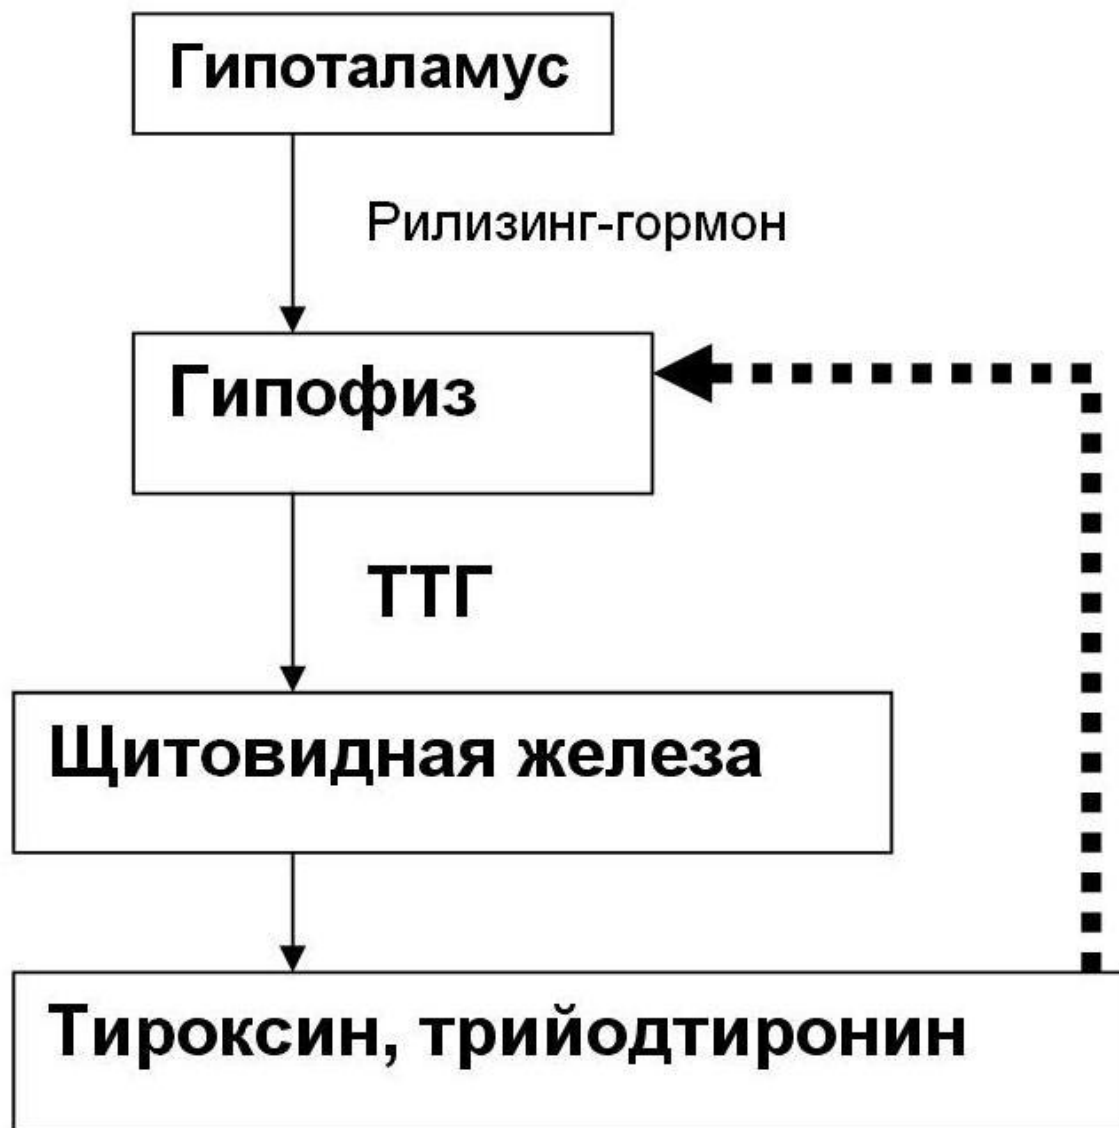 Гипоталамус
Рилизинг-гормон
Гипофиз
ТТГ
Щитовидная железа
Тироксин, трийодтиронин